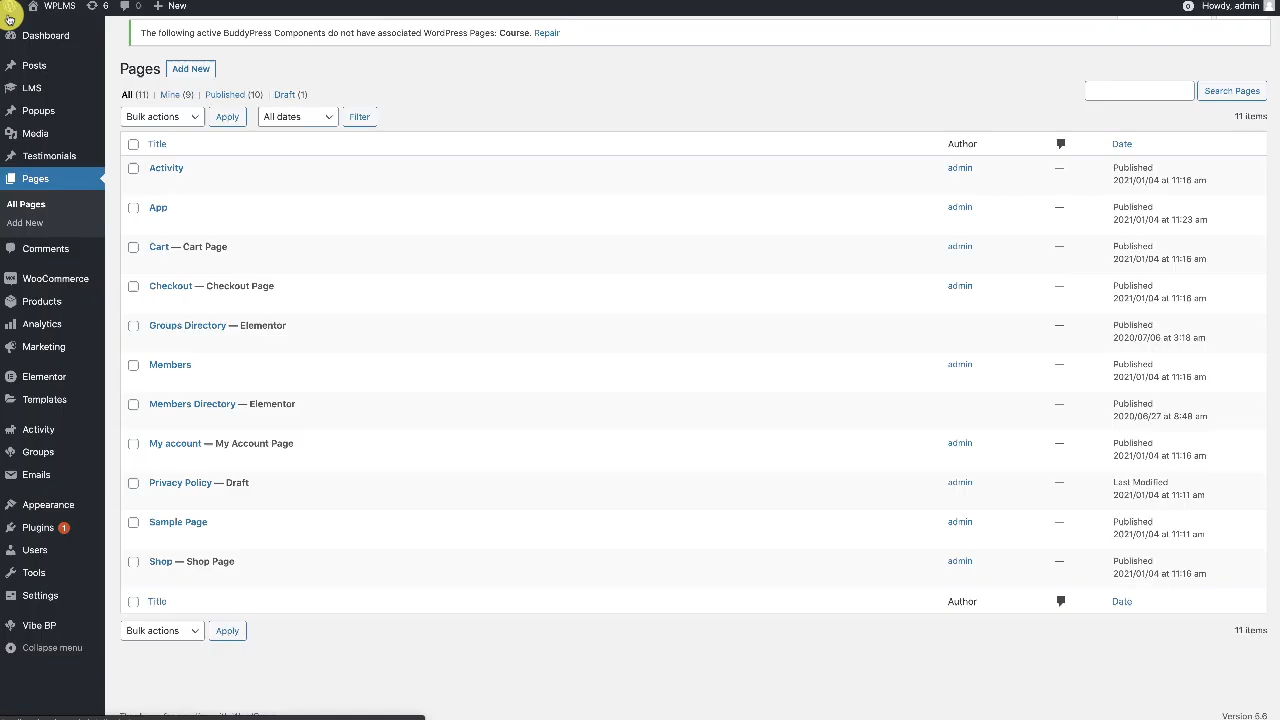 WPLMS 6 0 New Howdy, admin
Dashboard
Posts
LMS
Popups
Media
Testimonials
Pages
All Pages
Add New
Comments
WooCommerce
Products
Analytics
Marketing
Elementor
Templates
Activity
Groups
Emails
Appearance
Plugins 1
Users
Tools
Settings
Vibe BP
Collapse menu
The following active BuddyPress Components do not have associated WordPress Pages: Course. Repair
Pages Add New
All (11) | Mine (9) | Published (10) | Draft (1)
Search Pages
Bulk actions Apply All dates Filter 11 items
Title Author Date
Activity admin — Published
2021/01/04 at 11:16 am
App admin — Published
2021/01/04 at 11:23 am
Cart — Cart Page admin — Published
2021/01/04 at 11:16 am
Checkout — Checkout Page admin — Published
2021/01/04 at 11:16 am
Groups Directory — Elementor — Published
2020/07/06 at 3:18 am
Members admin — Published
2021/01/04 at 11:16 am
Members Directory — Elementor — Published
2020/06/27 at 8:48 am
My account — My Account Page admin — Published
2021/01/04 at 11:16 am
Privacy Policy — Draft admin — Last Modified
2021/01/04 at 11:11 am
Sample Page admin — Published
2021/01/04 at 11:11 am
Shop — Shop Page admin — Published
2021/01/04 at 11:16 am
Title Author Date
Bulk actions Apply 11 items
Version 5.6